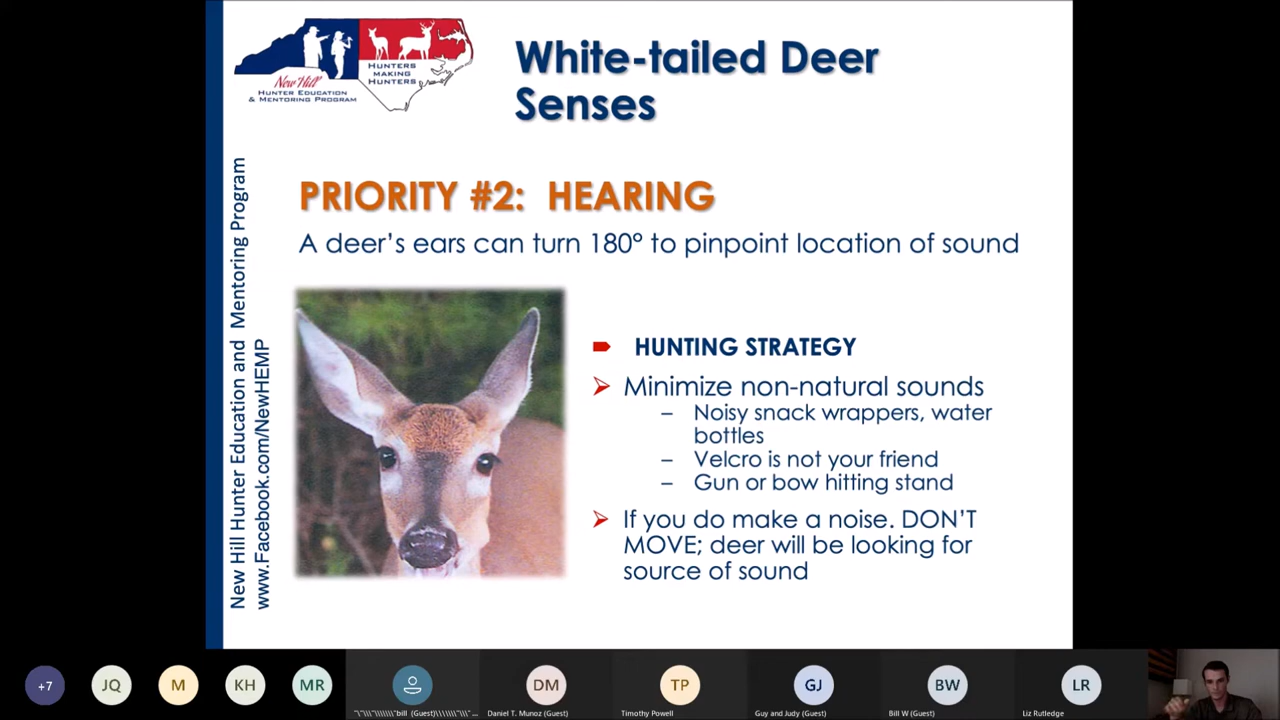 New Hill
HUNTER EDUCATION
& MENTORING PROGRAM
HUNTERS
MAKING
HUNTERS
White-tailed Deer
Senses
New Hill Hunter Education and Mentoring Program
www.Facebook.com/NewHEMP
PRIORITY #2: HEARING
A deer's ears can turn 180° to pinpoint location of sound
HUNTING STRATEGY
Minimize non-natural sounds
– Noisy snack wrappers, water
bottles
– Velcro is not your friend
– Gun or bow hitting stand
If you do make a noise. DON'T
MOVE; deer will be looking for
source of sound
+7
JQ
M
KH
MR
DM
TP
GJ
BW
LR
"\"\\"\\\\\\\"bill (Guest)\\\\\\\"\\\" ...
Daniel T. Munoz (Guest)
Timothy Powell
Guy and Judy (Guest)
Bill W (Guest)
Liz Rutledge